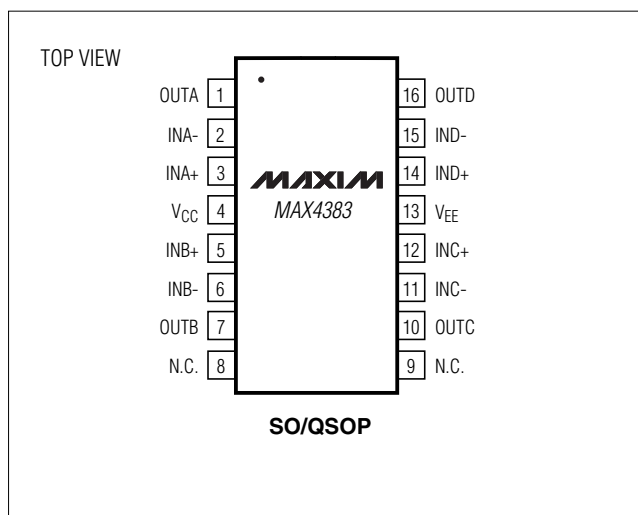 TOP VIEW
OUTA 1 16 OUTD
INA- 2 15 IND-
INA+ 3 14 IND+
MAXIM
VCC 4 MAX4383 13 VEE
INB+ 5 12 INC+
INB- 6 11 INC-
OUTB 7 10 OUTC
N.C. 8 9 N.C.
SO/QSOP